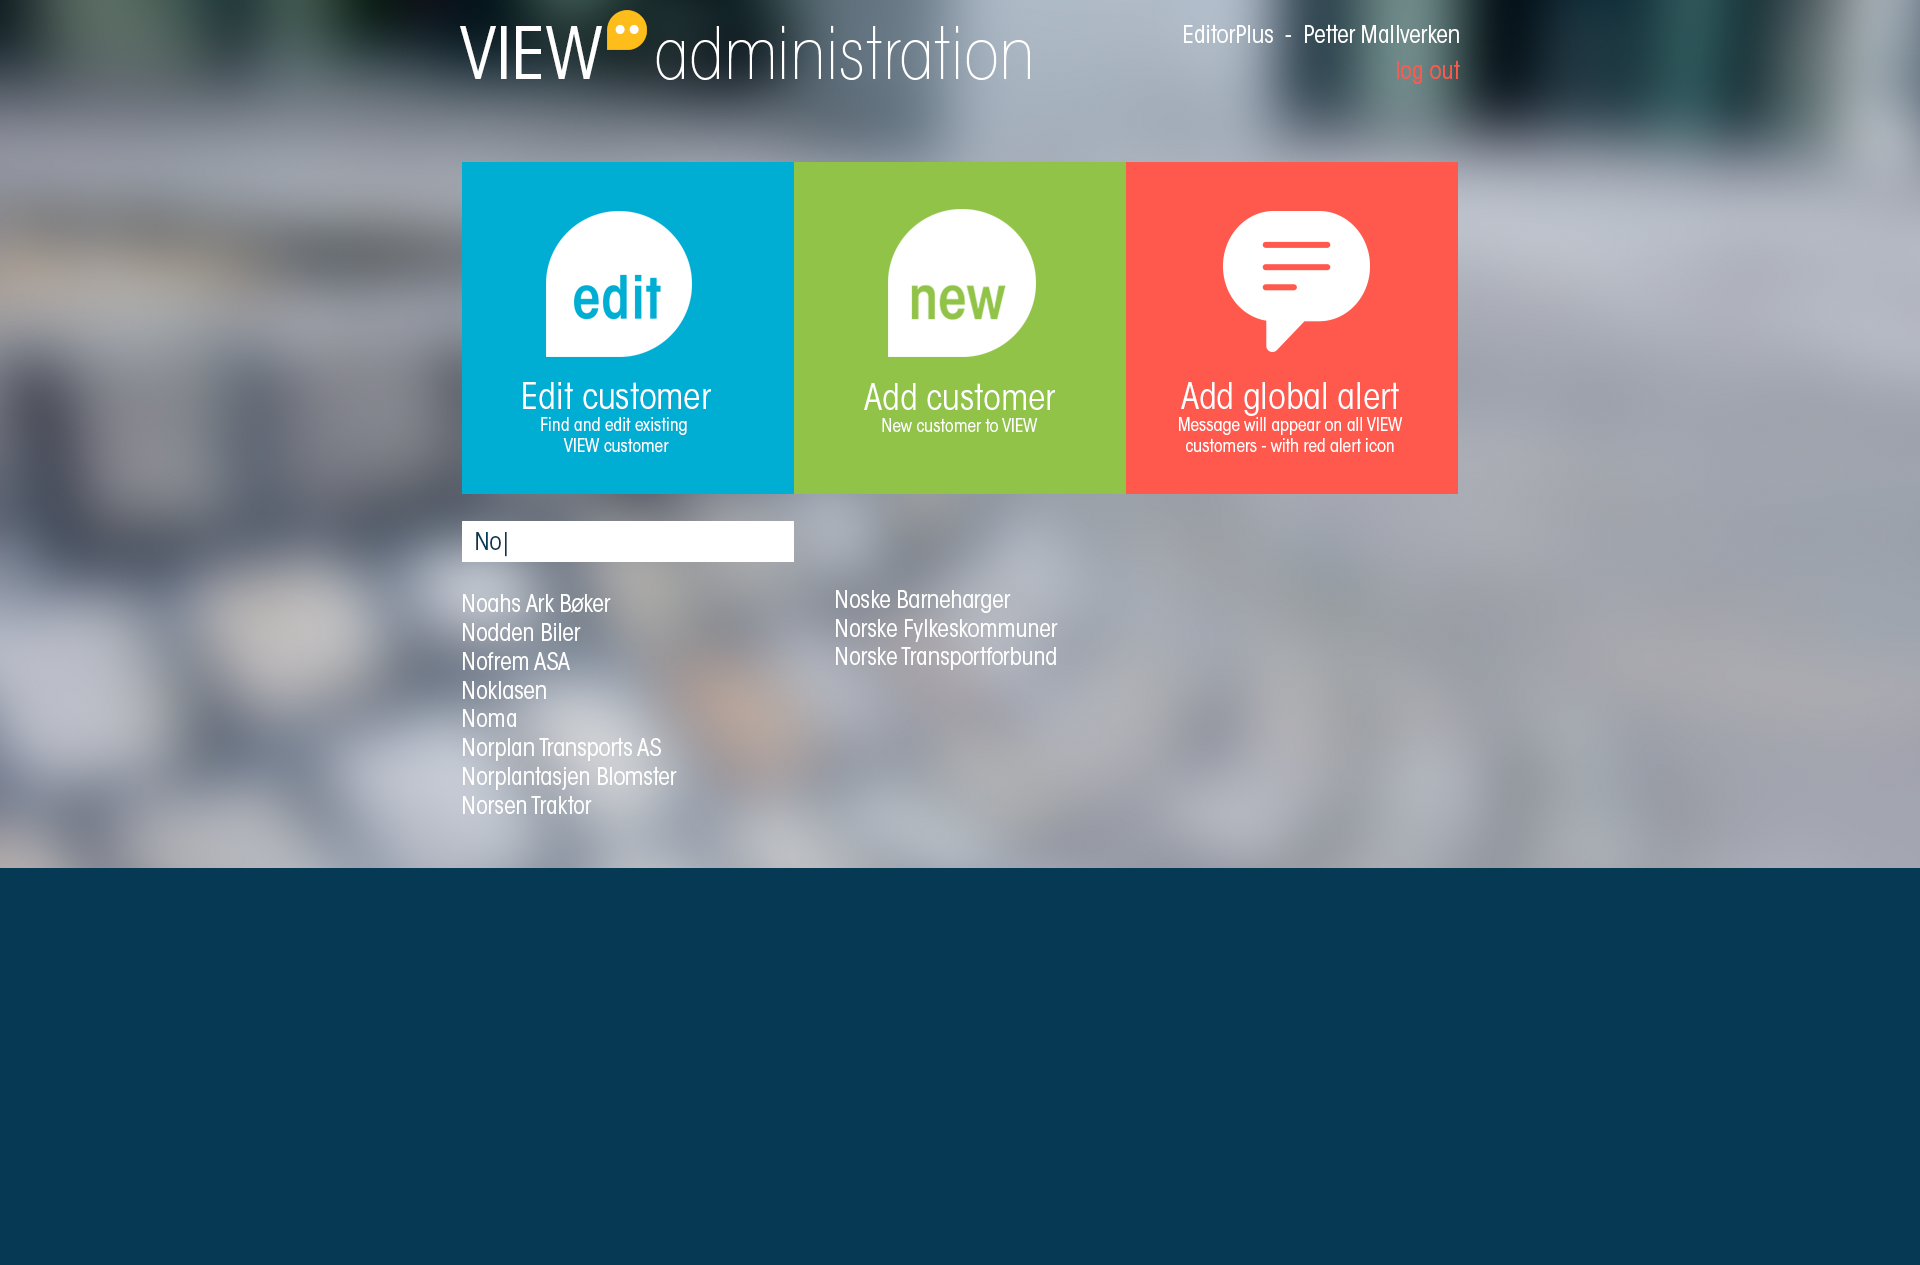 VIEW administration
EditorPlus - Petter Mallverken
log out
edit
Edit customer
Find and edit existing
VIEW customer
new
Add customer
New customer to VIEW
Add global alert
Message will appear on all VIEW
customers - with red alert icon
No|
Noahs Ark Bøker
Nodden Biler
Nofrem ASA
Noklasen
Noma
Norplan Transports AS
Norplantasjen Blomster
Norsen Traktor
Noske Barneharger
Norske Fylkeskommuner
Norske Transportforbund